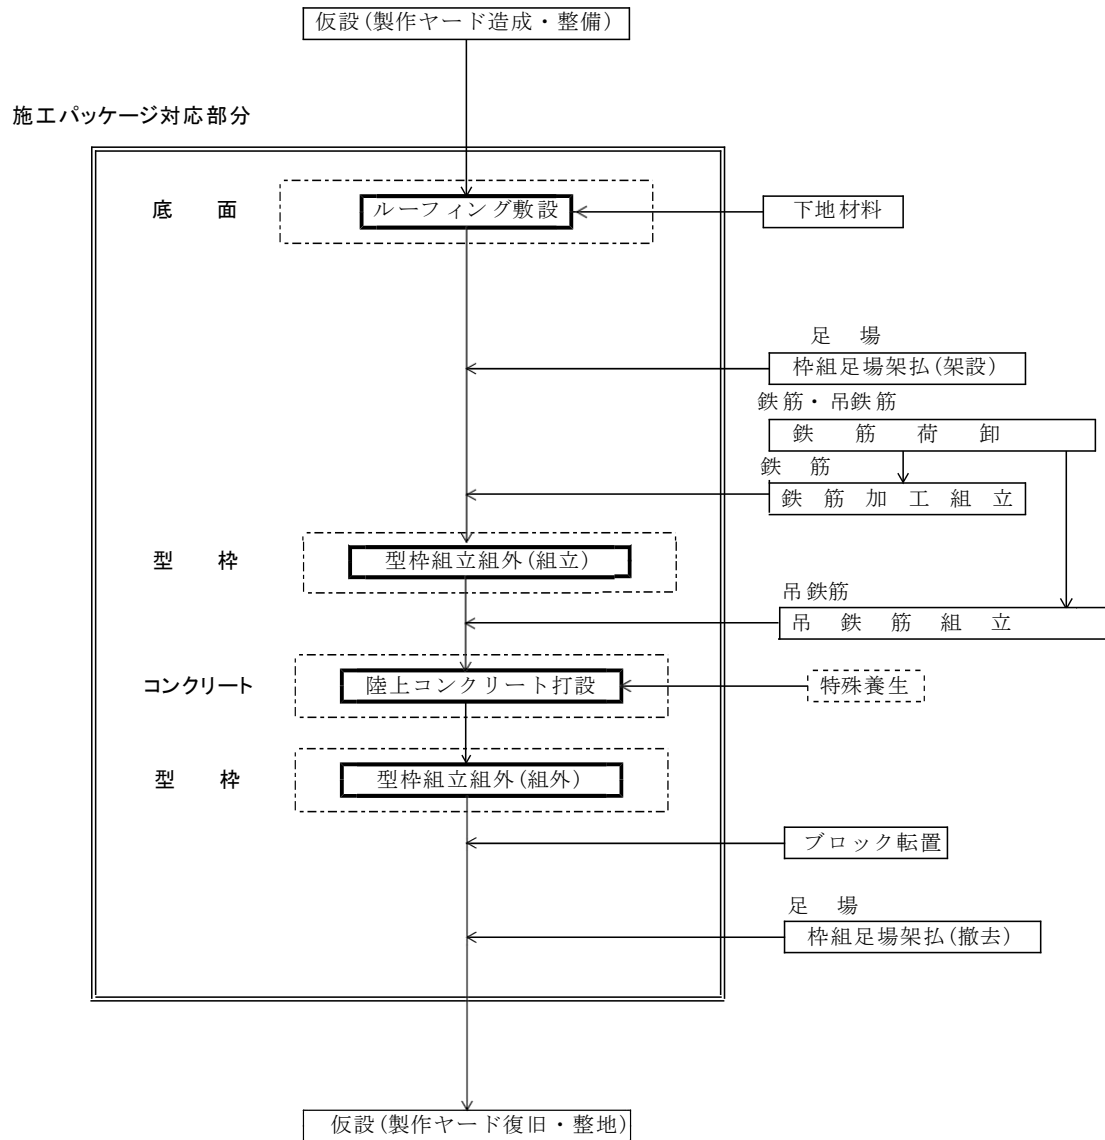 仮設(製作ヤード造成・整備)
施工パッケージ対応部分
底 面
ルーフィング敷設
下地材料
足 場
枠組足場架払(架設)
鉄筋・吊鉄筋
鉄 筋 荷 卸
鉄 筋
鉄 筋 加 工 組 立
型 枠
型枠組立組外(組立)
吊鉄筋
吊 鉄 筋 組 立
コンクリート
陸上コンクリート打設
特殊養生
型 枠
型枠組立組外(組外)
ブロック転置
足 場
枠組足場架払(撤去)
仮設(製作ヤード復旧・整地)